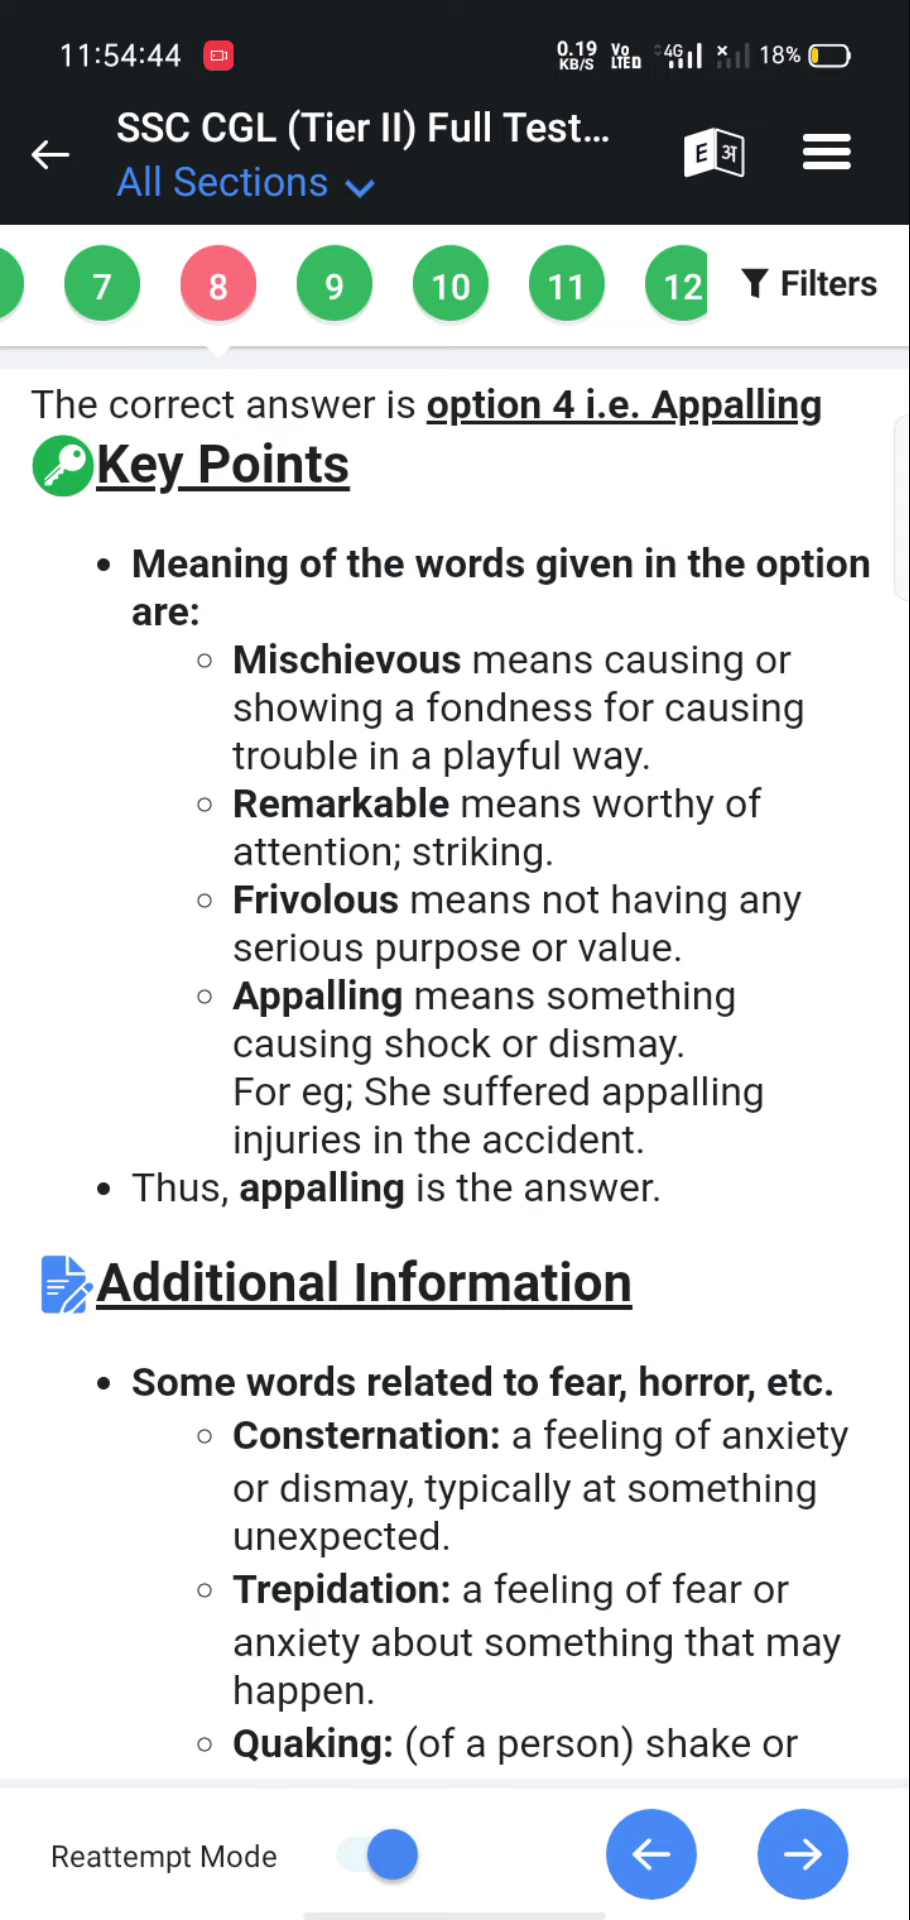 11:54:44 0.19 KB/S Vo LTED 4G 18%
SSC CGL (Tier II) Full Test...
E अ
All Sections
7 8 9 10 11 12 Filters
The correct answer is option 4 i.e. Appalling
Key Points
• Meaning of the words given in the option
are:
○ Mischievous means causing or
showing a fondness for causing
trouble in a playful way.
○ Remarkable means worthy of
attention; striking.
○ Frivolous means not having any
serious purpose or value.
○ Appalling means something
causing shock or dismay.
For eg; She suffered appalling
injuries in the accident.
• Thus, appalling is the answer.
Additional Information
• Some words related to fear, horror, etc.
○ Consternation: a feeling of anxiety
or dismay, typically at something
unexpected.
○ Trepidation: a feeling of fear or
anxiety about something that may
happen.
○ Quaking: (of a person) shake or
Reattempt Mode